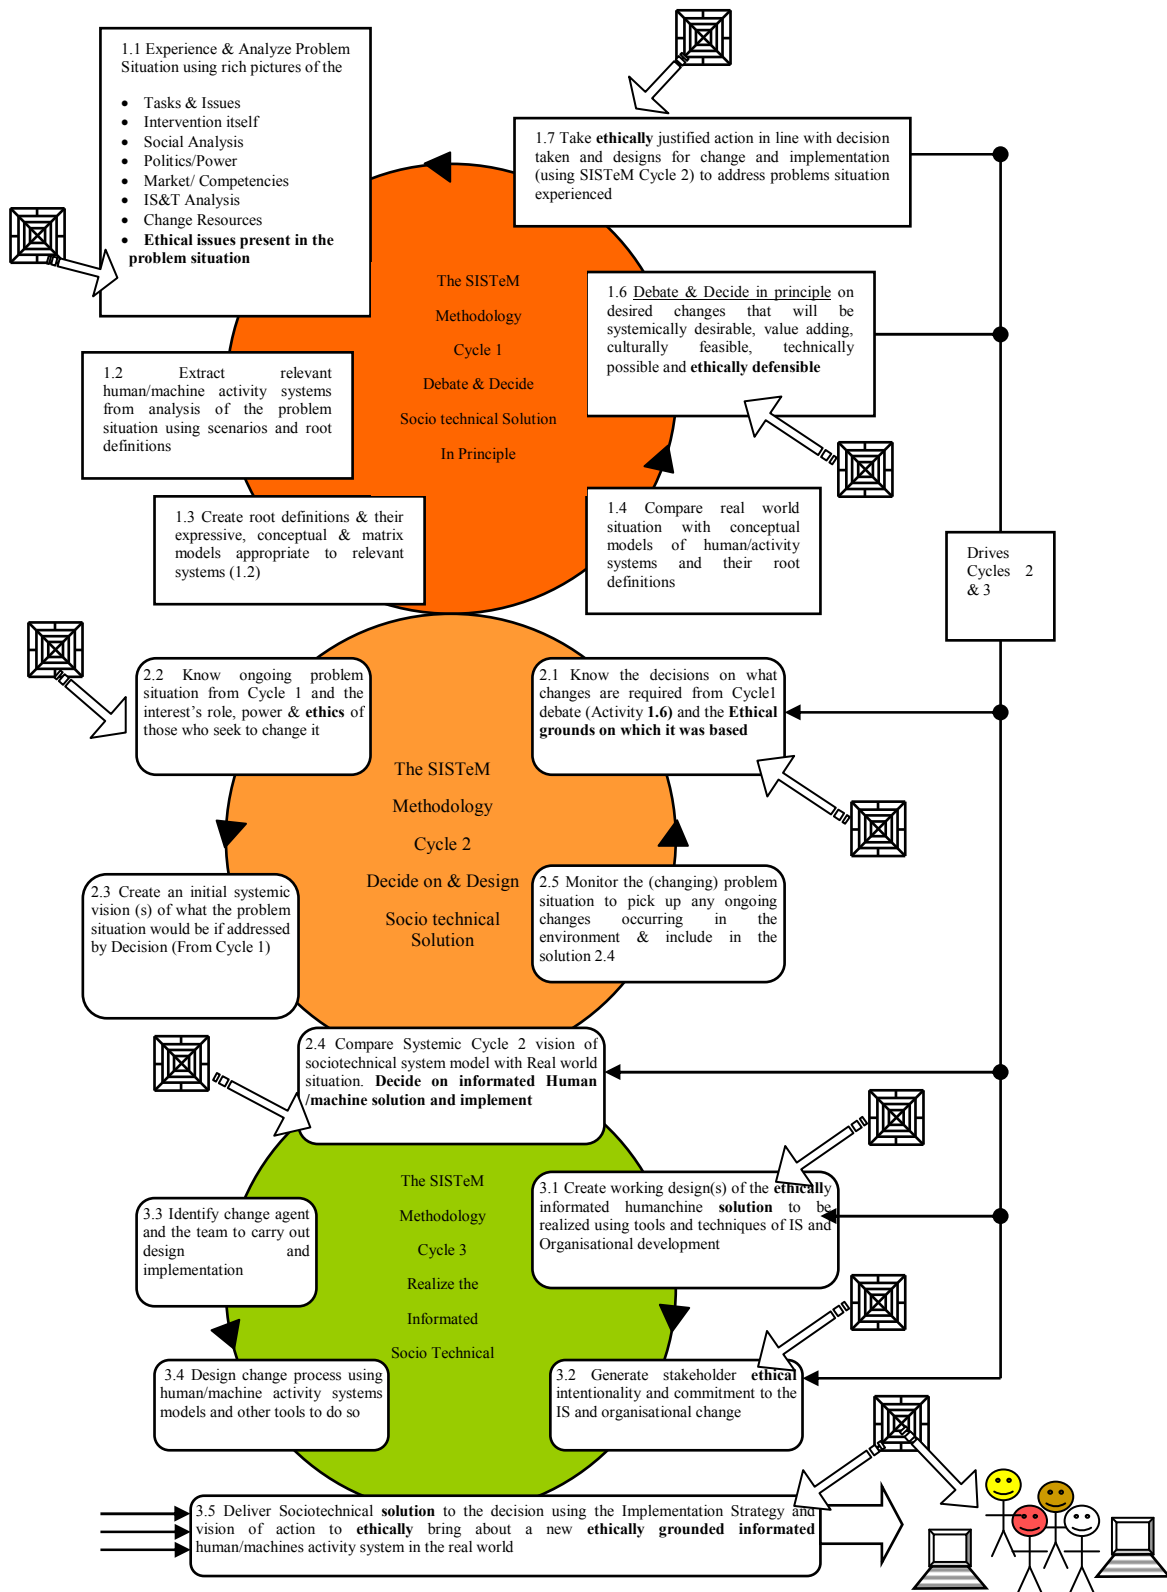 1.1 Experience & Analyze Problem
Situation using rich pictures of the
• Tasks & Issues
• Intervention itself
• Social Analysis
• Politics/Power
• Market/ Competencies
• IS&T Analysis
• Change Resources
• Ethical issues present in the
problem situation
1.7 Take ethically justified action in line with decision
taken and designs for change and implementation
(using SISTeM Cycle 2) to address problems situation
experienced
The SISTeM
Methodology
Cycle 1
Debate & Decide
Socio technical Solution
In Principle
1.6 Debate & Decide in principle on
desired changes that will be
systemically desirable, value adding,
culturally feasible, technically
possible and ethically defensible
1.2 Extract relevant
human/machine activity systems
from analysis of the problem
situation using scenarios and root
definitions
1.3 Create root definitions & their
expressive, conceptual & matrix
models appropriate to relevant
systems (1.2)
1.4 Compare real world
situation with conceptual
models of human/activity
systems and their root
definitions
Drives
Cycles 2
& 3
2.2 Know ongoing problem
situation from Cycle 1 and the
interest's role, power & ethics of
those who seek to change it
2.1 Know the decisions on what
changes are required from Cycle1
debate (Activity 1.6) and the Ethical
grounds on which it was based
The SISTeM
Methodology
Cycle 2
Decide on & Design
Socio technical
Solution
2.3 Create an initial systemic
vision (s) of what the problem
situation would be if addressed
by Decision (From Cycle 1)
2.5 Monitor the (changing) problem
situation to pick up any ongoing
changes occurring in the
environment & include in the
solution 2.4
2.4 Compare Systemic Cycle 2 vision of
sociotechnical system model with Real world
situation. Decide on informated Human
/machine solution and implement
The SISTeM
Methodology
Cycle 3
Realize the
Informated
Socio Technical
3.1 Create working design(s) of the ethically
informated humanchine solution to be
realized using tools and techniques of IS and
Organisational development
3.3 Identify change agent
and the team to carry out
design and
implementation
3.4 Design change process using
human/machine activity systems
models and other tools to do so
3.2 Generate stakeholder ethical
intentionality and commitment to the
IS and organisational change
3.5 Deliver Sociotechnical solution to the decision using the Implementation Strategy and
vision of action to ethically bring about a new ethically grounded informated
human/machines activity system in the real world